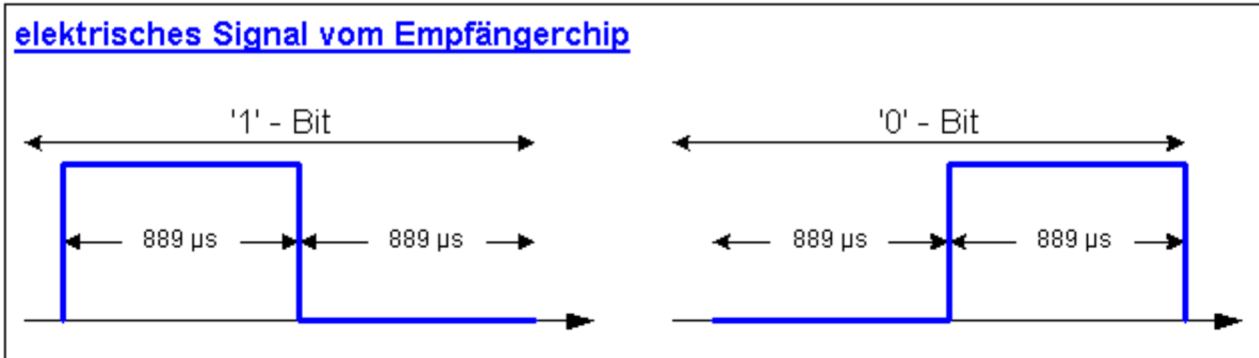 elektrisches Signal vom Empfängerchip
'1' - Bit
'0' - Bit
889 µs
889 µs
889 µs
889 µs